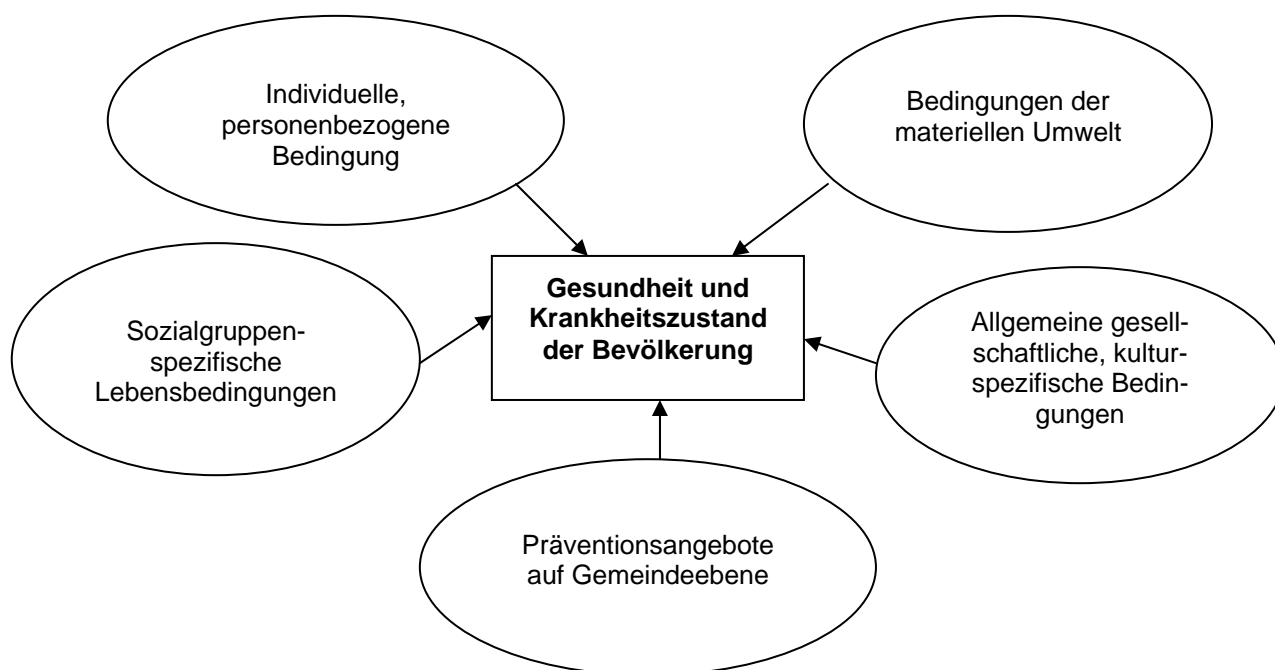 Individuelle,
personenbezogene
Bedingung
Bedingungen der
materiellen Umwelt
Gesundheit und
Krankheitszustand
der Bevölkerung
Sozialgruppen-
spezifische
Lebensbedingungen
Allgemeine gesell-
schaftliche, kultur-
spezifische Bedin-
gungen
Präventionsangebote
auf Gemeindeebene